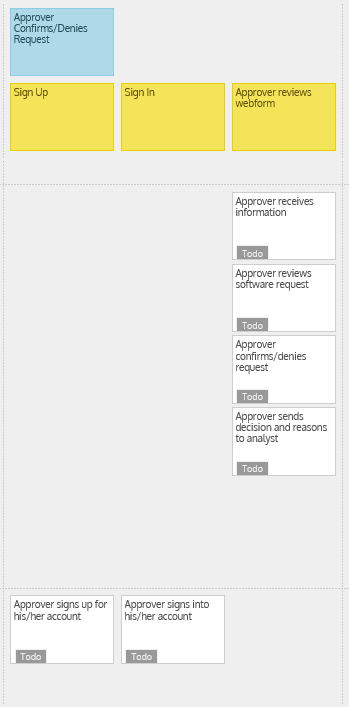 Approver
Confirms/Denies
Request
Sign Up
Sign In
Approver reviews
webform
Approver receives
information
Todo
Approver reviews
software request
Todo
Approver
confirms/denies
request
Todo
Approver sends
decision and reasons
to analyst
Todo
Approver signs up for
his/her account
Todo
Approver signs into
his/her account
Todo